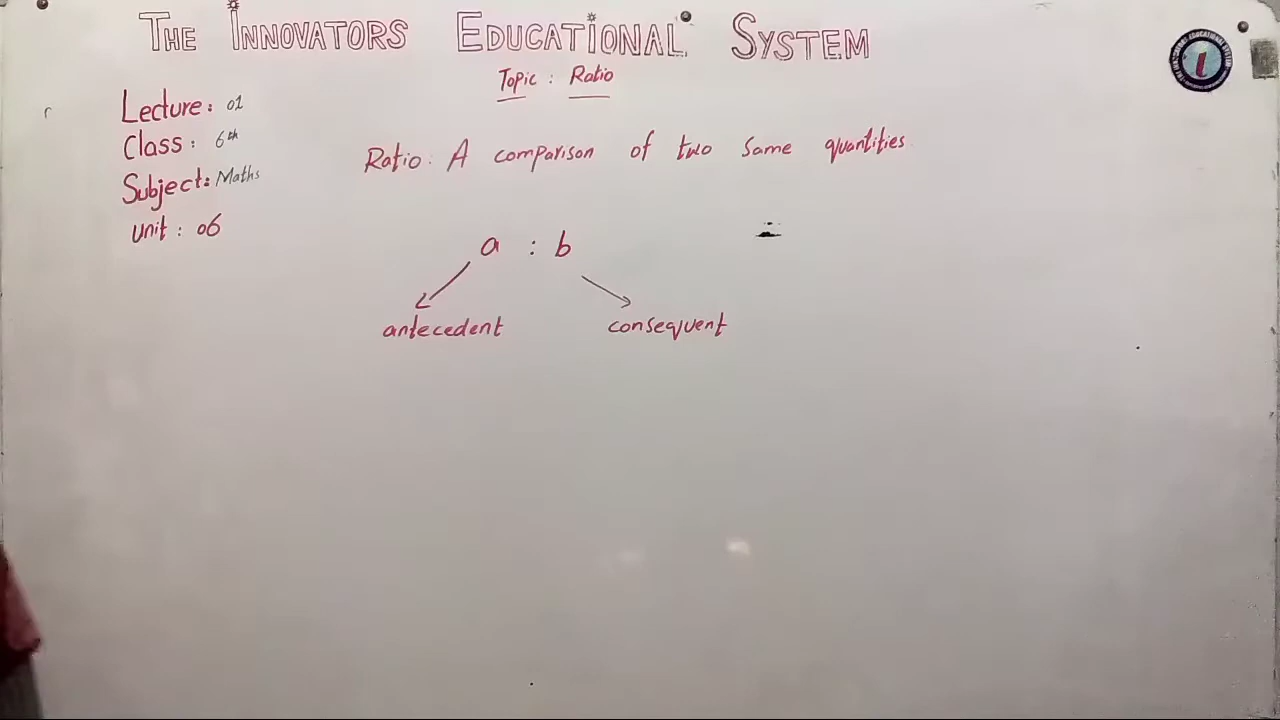 THE INNOVATORS EDUCATIONAL SYSTEM
Topic : Ratio
Lecture: 01
Class: 6th
Subject: Maths
Unit: 06
Ratio: A comparison of two same quantities
a : b
antecedent
consequent